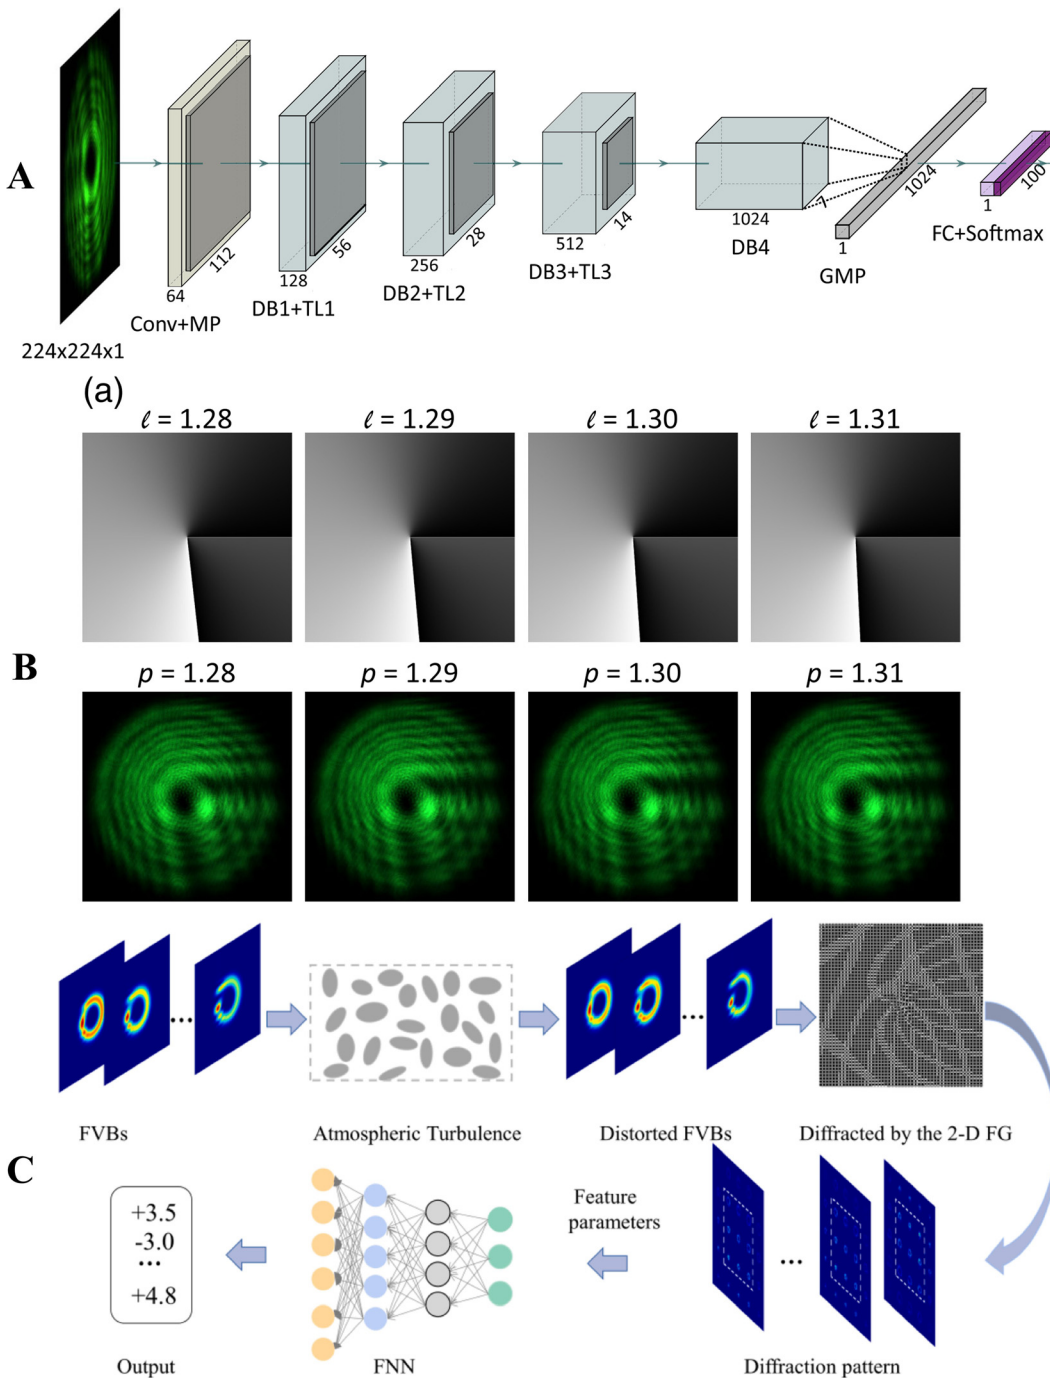 A
224x224x1
64
112
Conv+MP
128
56
DB1+TL1
256
28
DB2+TL2
512
14
DB3+TL3
1024
7
DB4
1
1024
GMP
1
100
FC+Softmax
(a)
ℓ = 1.28
ℓ = 1.29
ℓ = 1.30
ℓ = 1.31
B
p = 1.28
p = 1.29
p = 1.30
p = 1.31
...
...
FVBs
Atmospheric Turbulence
Distorted FVBs
Diffracted by the 2-D FG
C
+3.5
-3.0
...
+4.8
Feature
parameters
...
Output
FNN
Diffraction pattern